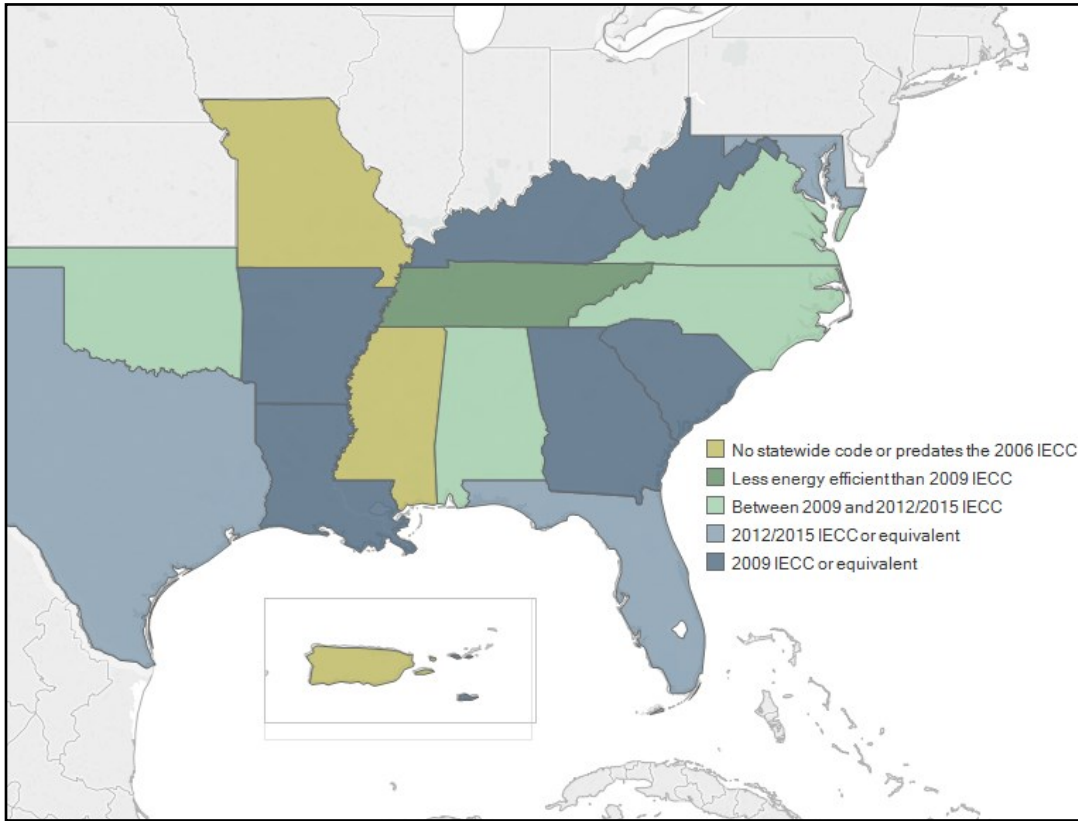 No statewide code or predates the 2006 IECC
Less energy efficient than 2009 IECC
Between 2009 and 2012/2015 IECC
2012/2015 IECC or equivalent
2009 IECC or equivalent